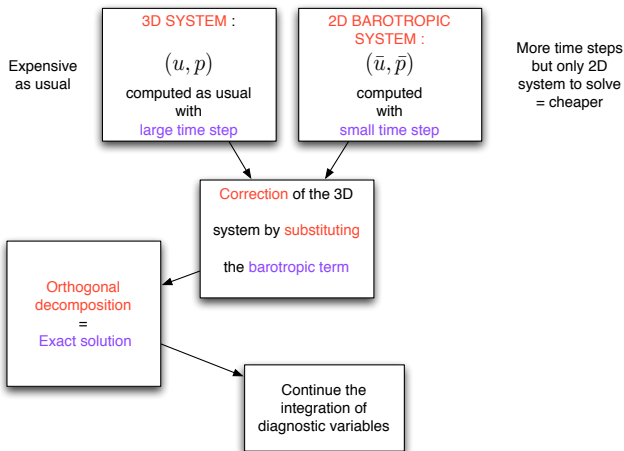 Expensive
as usual
3D SYSTEM :
(u, p)
computed as usual
with
large time step
2D BAROTROPIC
SYSTEM :
(ū, p̄)
computed
with
small time step
More time steps
but only 2D
system to solve
= cheaper
Correction of the 3D
system by substituting
the barotropic term
Orthogonal
decomposition
=
Exact solution
Continue the
integration of
diagnostic variables